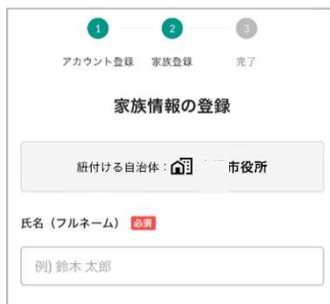 1 2 3
アカウント登録 家族登録 完了
家族情報の登録
紐付ける自治体：市役所
氏名（フルネーム） 必須
例) 鈴木 太郎